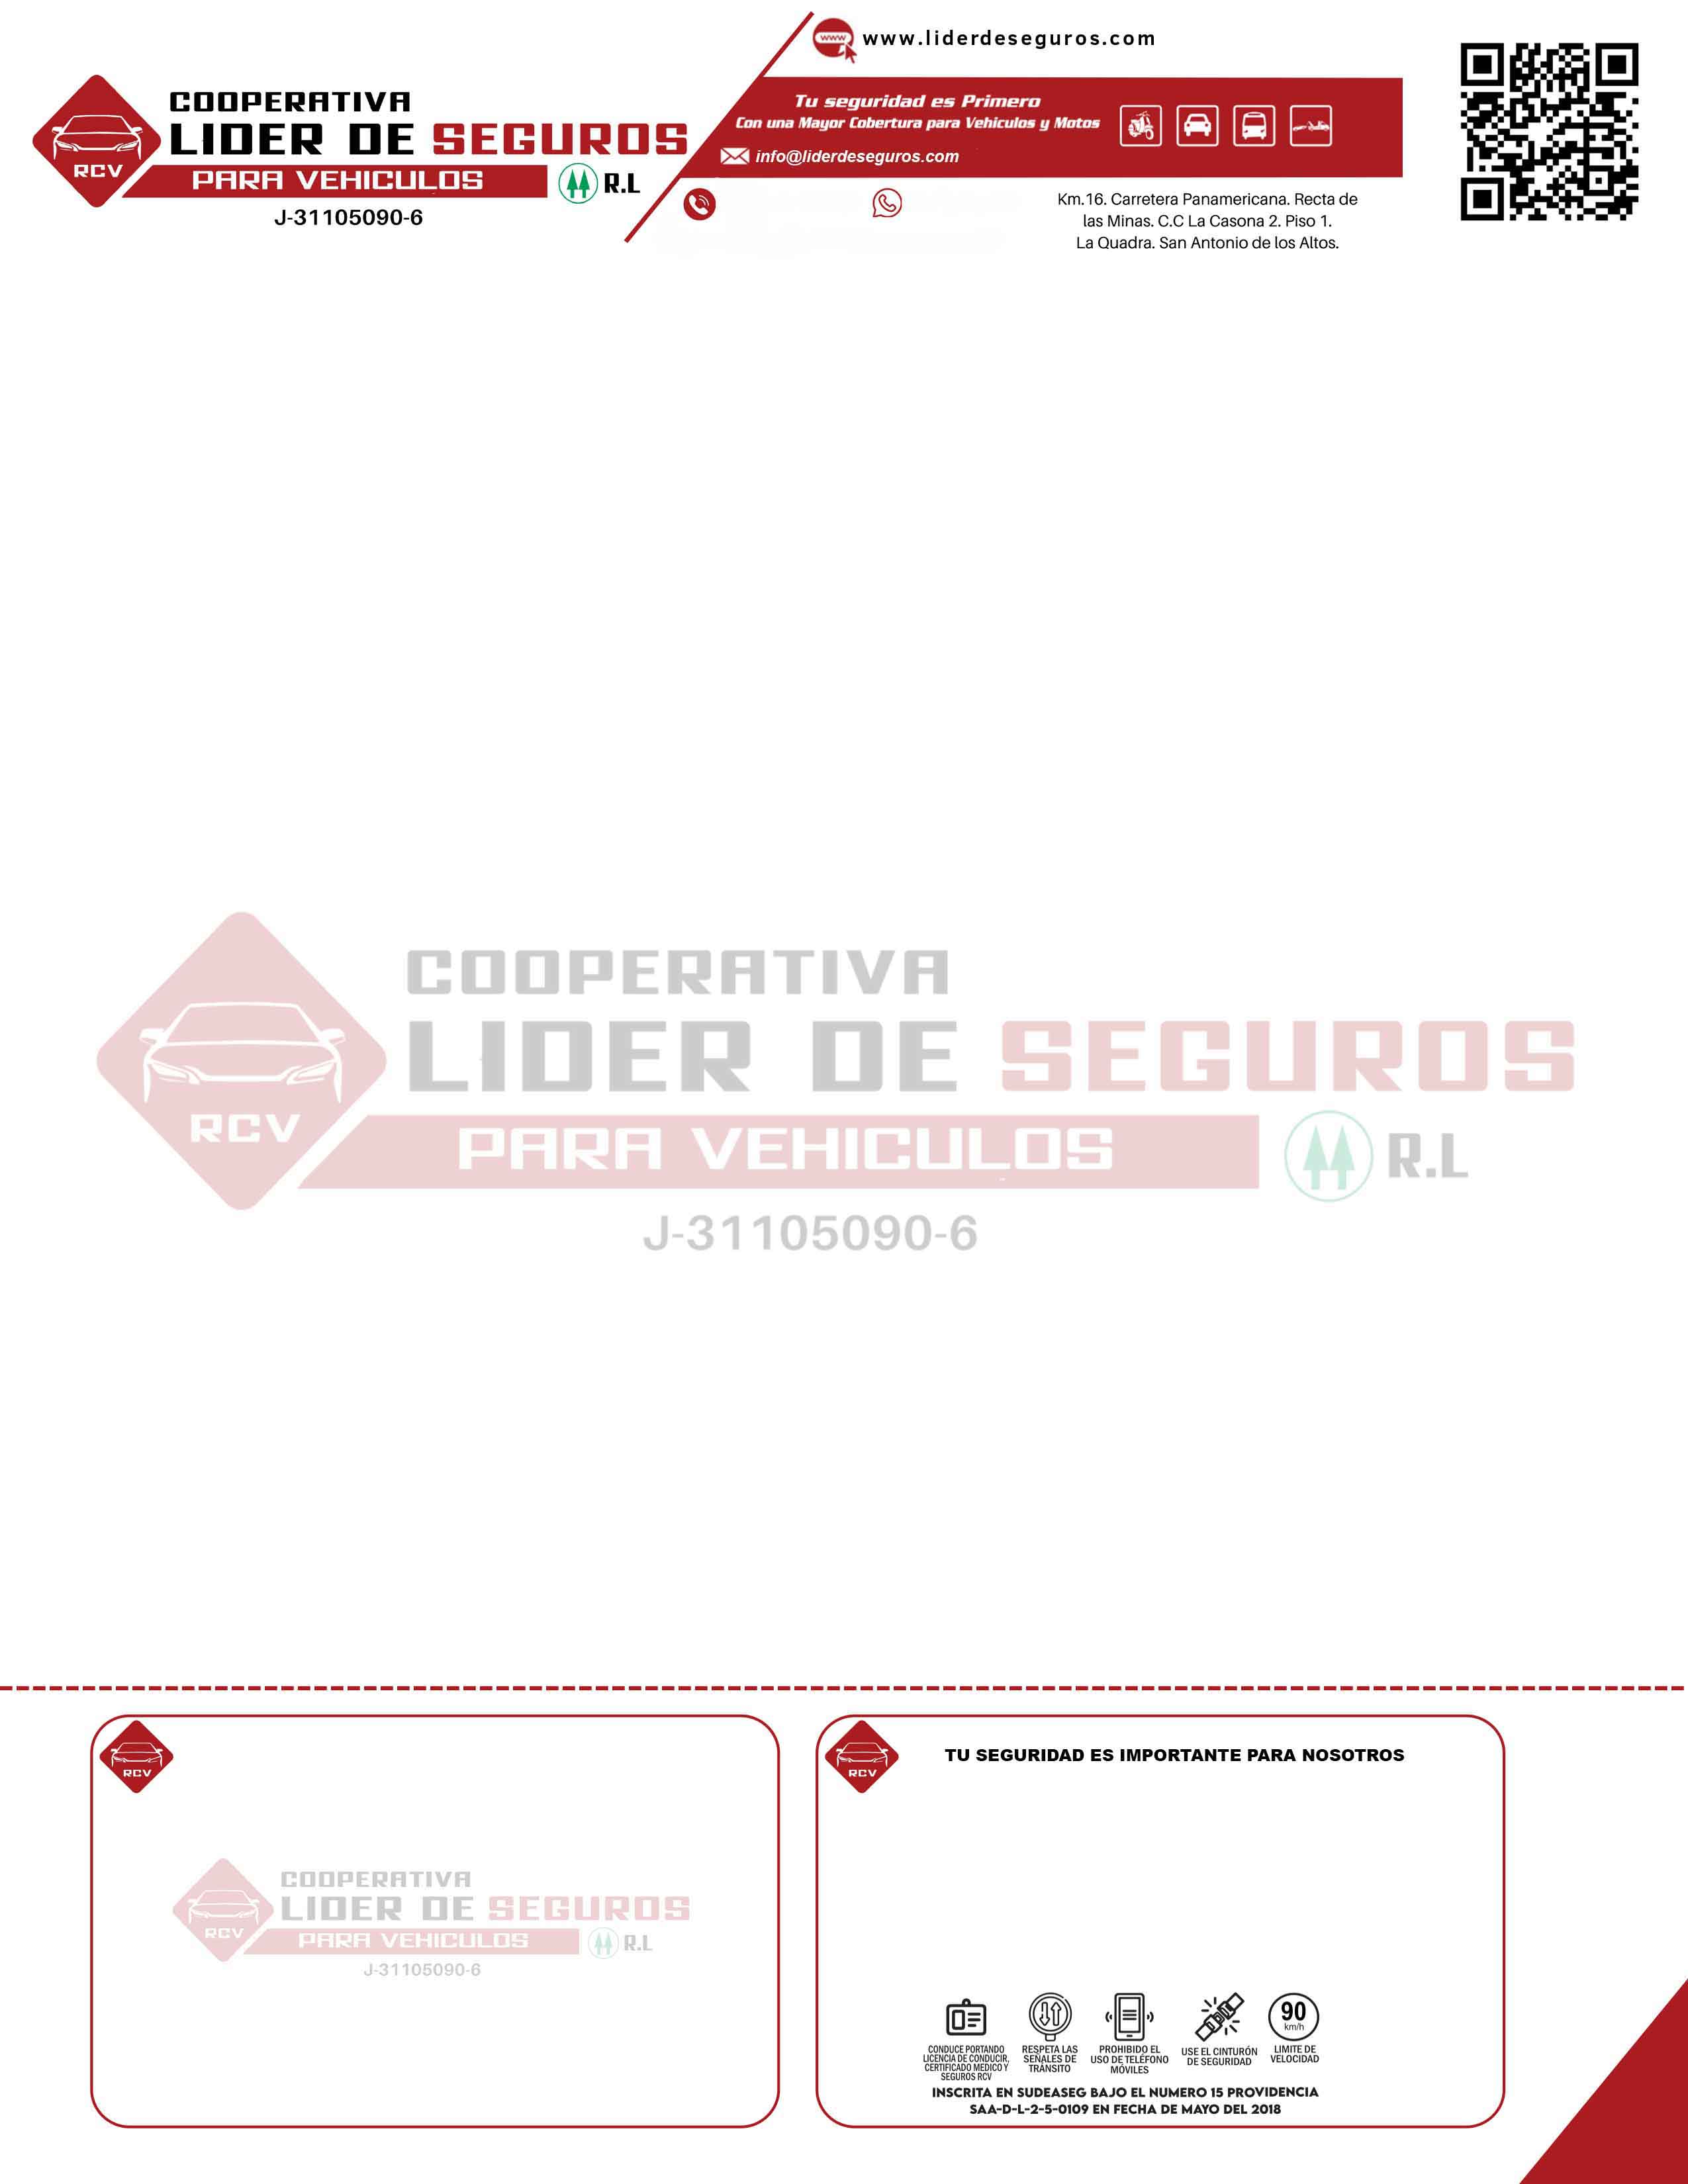 www
www.liderdeseguros.com
COOPERATIVA
LIDER DE SEGUROS
RCV
PARA VEHICULOS
R.L
J-31105090-6
Tu seguridad es Primero
Con una Mayor Cobertura para Vehiculos y Motos
info@liderdeseguros.com
Km.16. Carretera Panamericana. Recta de
las Minas. C.C La Casona 2. Piso 1.
La Quadra. San Antonio de los Altos.
COOPERATIVA
LIDER DE SEGUROS
RCV
PARA VEHICULOS
R.L
J-31105090-6
RCV
COOPERATIVA
LIDER DE SEGUROS
RCV
PARA VEHICULOS
R.L
J-31105090-6
RCV
TU SEGURIDAD ES IMPORTANTE PARA NOSOTROS
CONDUCE PORTANDO
LICENCIA DE CONDUCIR,
CERTIFICADO MEDICO Y
SEGUROS RCV
RESPETA LAS
SEÑALES DE
TRÁNSITO
PROHIBIDO EL
USO DE TELÉFONO
MÓVILES
USE EL CINTURÓN
DE SEGURIDAD
90
km/h
LIMITE DE
VELOCIDAD
INSCRITA EN SUDEASEG BAJO EL NUMERO 15 PROVIDENCIA
SAA-D-L-2-5-0109 EN FECHA DE MAYO DEL 2018